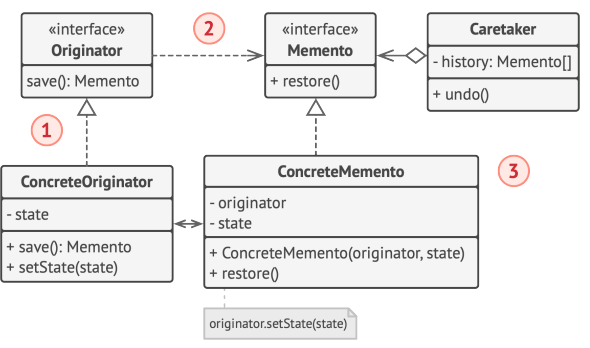 «interface»
Originator
save(): Memento
2
«interface»
Memento
+ restore()
Caretaker
- history: Memento[]
+ undo()
1
ConcreteOriginator
- state
+ save(): Memento
+ setState(state)
ConcreteMemento
- originator
- state
+ ConcreteMemento(originator, state)
+ restore()
3
originator.setState(state)